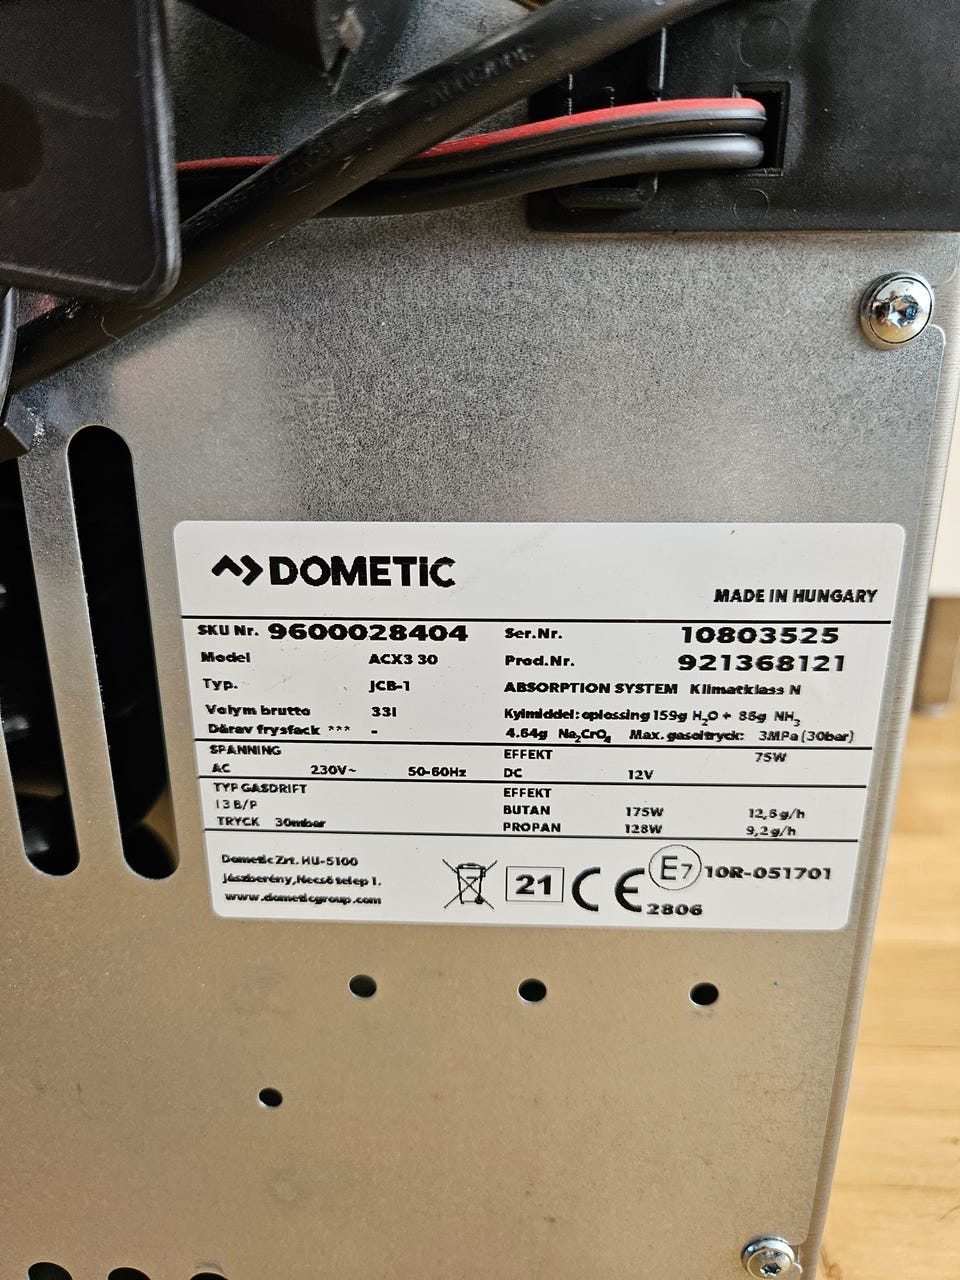 DOMETIC
MADE IN HUNGARY
SKU Nr. 9600028404 Ser.Nr. 10803525
Model ACX3 30 Prod.Nr. 921368121
Typ. JCB-1 ABSORPTION SYSTEM Klimatklass N
Volym brutto 33l Kylmiddel: oplossing 159g H₂O + 86g NH₃
Därav frysfack *** - 4.64g Na₂CrO₄ Max. gasoltryck: 3MPa (30bar)
SPANNING EFFEKT 75W
AC 230V~ 50-60Hz DC 12V
TYP GASDRIFT EFFEKT
I 3 B/P BUTAN 175W 12,5g/h
TRYCK 30mbar PROPAN 128W 9,2g/h
Dometic Zrt. HU-5100
Jászberény, Necső telep 1.
www.dometicgroup.com
21 CE 2806 E7 10R-051701